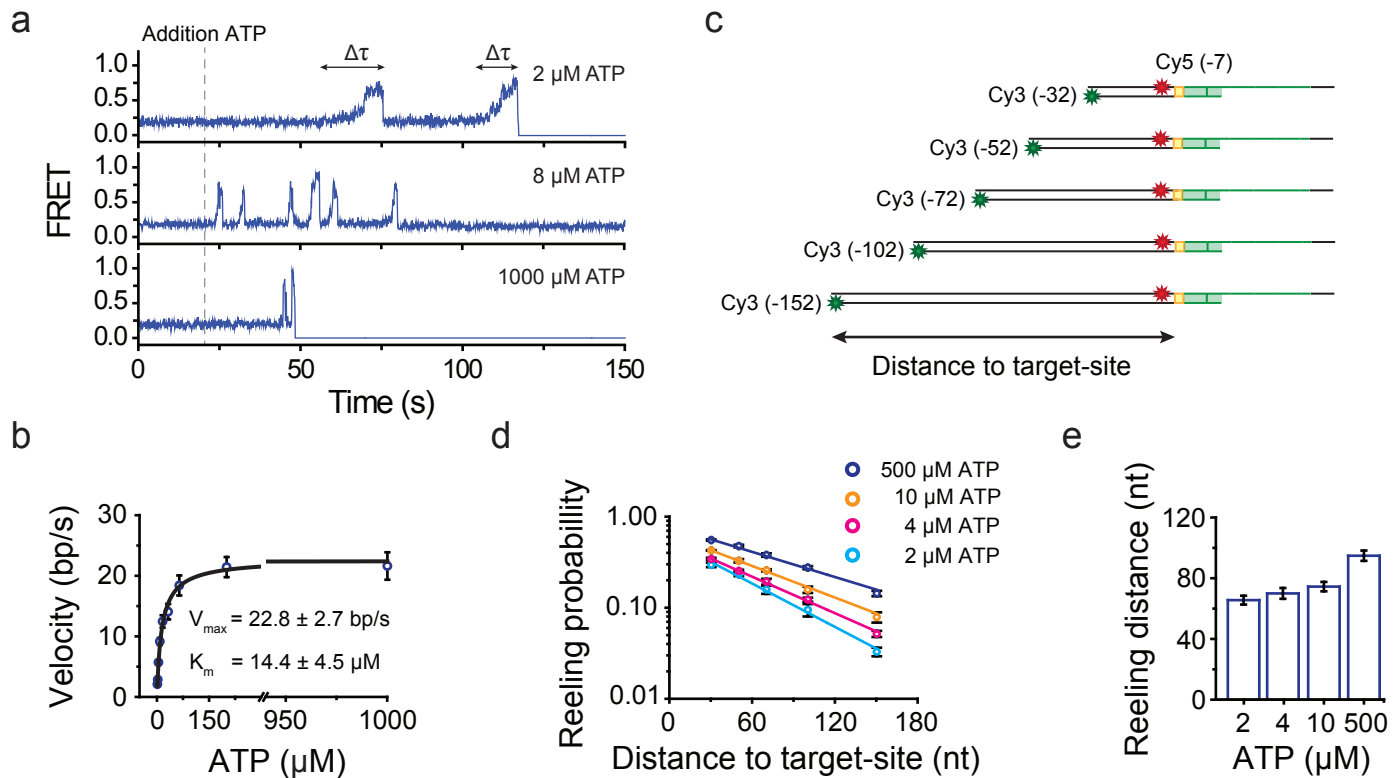 a
Addition ATP
Δτ
Δτ
2 µM ATP
1.0
0.5
0.0
8 µM ATP
1.0
0.5
0.0
1000 µM ATP
1.0
0.5
0.0
FRET
0 50 100 150
Time (s)
c
Cy5 (-7)
Cy3 (-32)
Cy3 (-52)
Cy3 (-72)
Cy3 (-102)
Cy3 (-152)
Distance to target-site
b
Velocity (bp/s)
30
20
10
0
Vmax = 22.8 ± 2.7 bp/s
Km = 14.4 ± 4.5 µM
0 150 950 1000
ATP (µM)
d
500 µM ATP
10 µM ATP
4 µM ATP
2 µM ATP
Reeling probabillity
1.00
0.10
0.01
0 60 120 180
Distance to target-site (nt)
e
Reeling distance (nt)
120
80
60
0
2 4 10 500
ATP (µM)